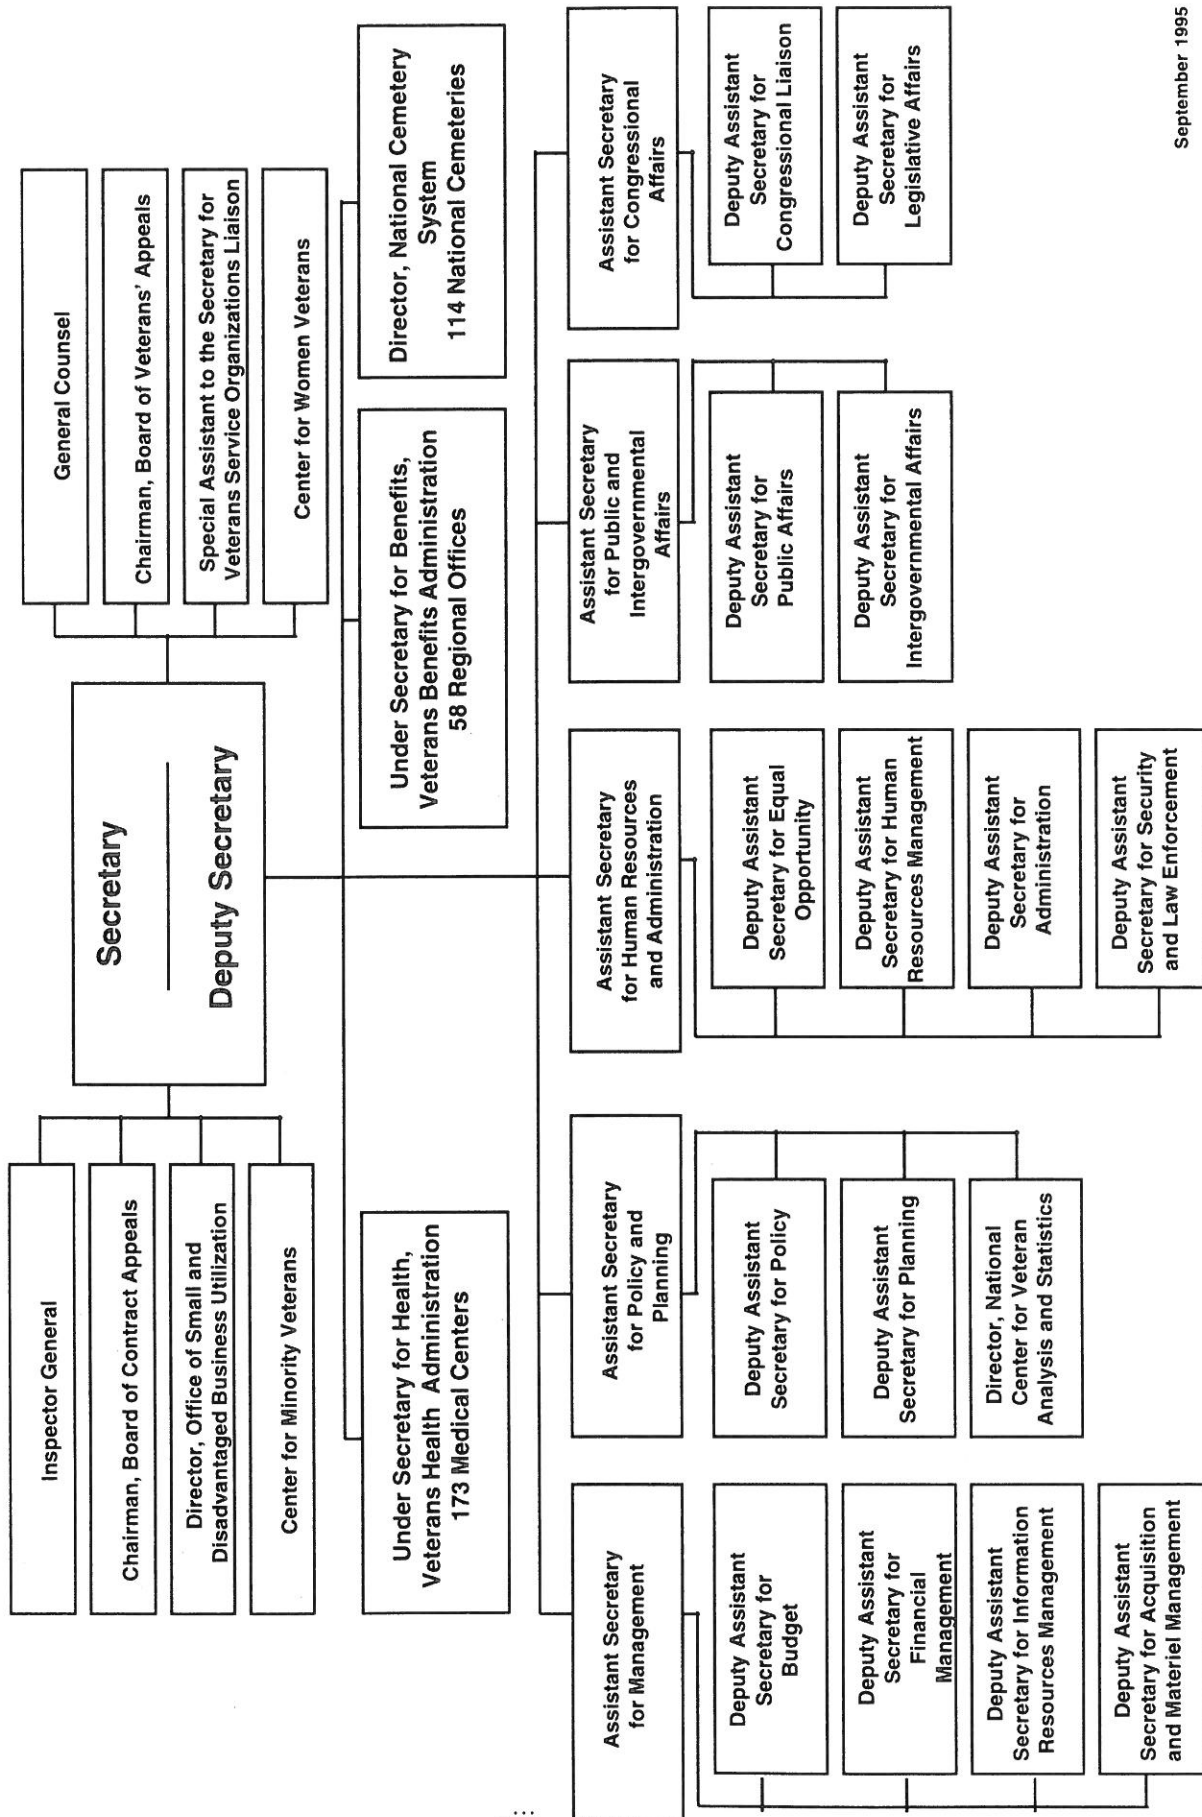 Secretary
Deputy Secretary
Inspector General
Chairman, Board of Contract Appeals
Director, Office of Small and
Disadvantaged Business Utilization
Center for Minority Veterans
General Counsel
Chairman, Board of Veterans' Appeals
Special Assistant to the Secretary for
Veterans Service Organizations Liaison
Center for Women Veterans
Under Secretary for Health,
Veterans Health Administration
173 Medical Centers
Under Secretary for Benefits,
Veterans Benefits Administration
58 Regional Offices
Director, National Cemetery
System
114 National Cemeteries
Assistant Secretary
for Management
Deputy Assistant
Secretary for
Budget
Deputy Assistant
Secretary for
Financial
Management
Deputy Assistant
Secretary for Information
Resources Management
Deputy Assistant
Secretary for Acquisition
and Materiel Management
Assistant Secretary
for Policy and
Planning
Deputy Assistant
Secretary for Policy
Deputy Assistant
Secretary for Planning
Director, National
Center for Veteran
Analysis and Statistics
Assistant Secretary
for Human Resources
and Administration
Deputy Assistant
Secretary for Equal
Opportunity
Deputy Assistant
Secretary for Human
Resources Management
Deputy Assistant
Secretary for
Administration
Deputy Assistant
Secretary for Security
and Law Enforcement
Assistant Secretary
for Public and
Intergovernmental
Affairs
Deputy Assistant
Secretary for
Public Affairs
Deputy Assistant
Secretary for
Intergovernmental Affairs
Assistant Secretary
for Congressional
Affairs
Deputy Assistant
Secretary for
Congressional Liaison
Deputy Assistant
Secretary for
Legislative Affairs
September 1995